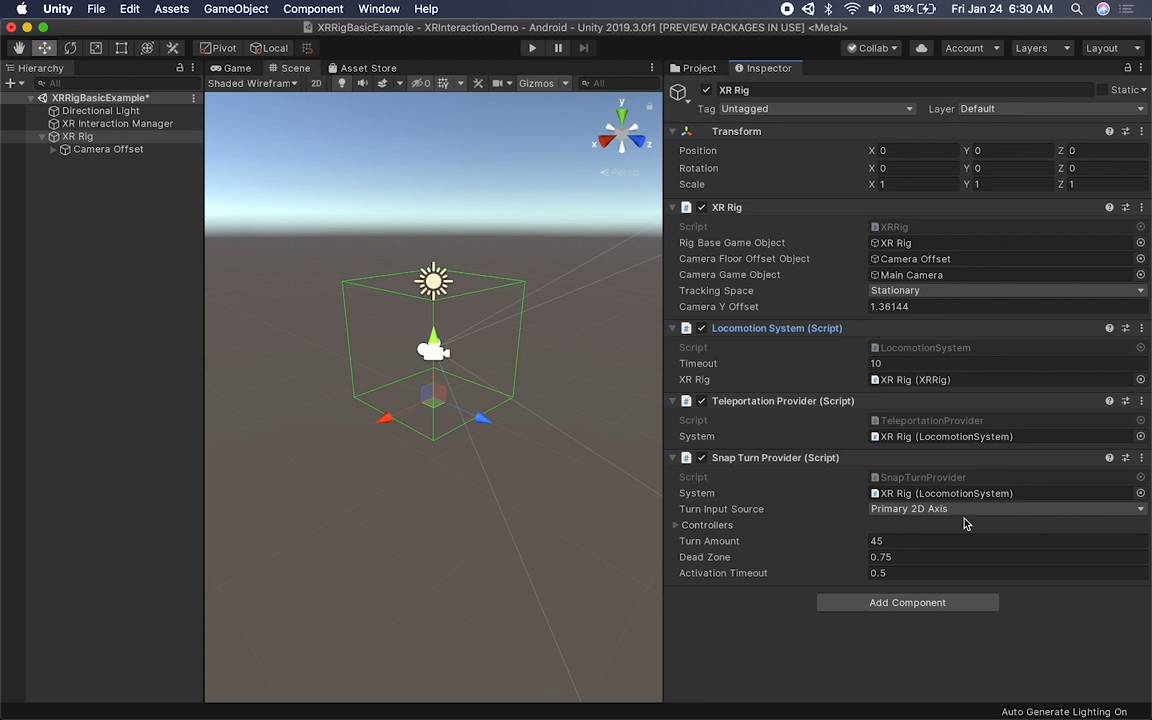 Unity File Edit Assets GameObject Component Window Help 83% Fri Jan 24 6:30 AM
XRRigBasicExample - XRInteractionDemo - Android - Unity 2019.3.0f1 [PREVIEW PACKAGES IN USE] <Metal>
Pivot Local Collab Account Layers Layout
Hierarchy Game Scene Asset Store Project Inspector
All Shaded Wirefram 2D 0 Gizmos All
XR Rig Static
Tag Untagged Layer Default
XRRigBasicExample*
Directional Light
XR Interaction Manager
XR Rig
Camera Offset
y
x z
Persp
Transform
Position X 0 Y 0 Z 0
Rotation X 0 Y 0 Z 0
Scale X 1 Y 1 Z 1
XR Rig
Script XRRig
Rig Base Game Object XR Rig
Camera Floor Offset Object Camera Offset
Camera Game Object Main Camera
Tracking Space Stationary
Camera Y Offset 1.36144
Locomotion System (Script)
Script LocomotionSystem
Timeout 10
XR Rig XR Rig (XRRig)
Teleportation Provider (Script)
Script TeleportationProvider
System XR Rig (LocomotionSystem)
Snap Turn Provider (Script)
Script SnapTurnProvider
System XR Rig (LocomotionSystem)
Turn Input Source Primary 2D Axis
Controllers
Turn Amount 45
Dead Zone 0.75
Activation Timeout 0.5
Add Component
Auto Generate Lighting On